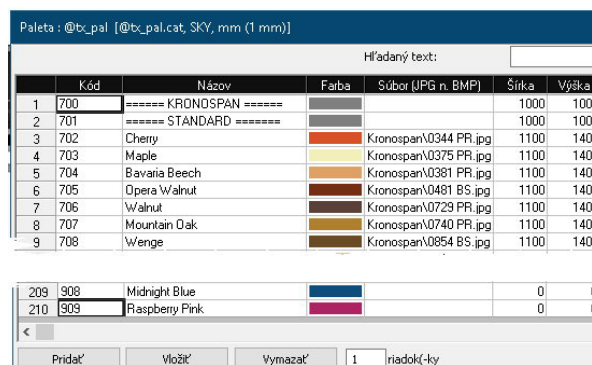 Paleta : @tx_pal [@tx_pal.cat, SKY, mm (1 mm)]
Hľadaný text:
Kód Názov Farba Súbor (JPG n. BMP) Šírka Výška
1 700 ====== KRONOSPAN ====== 1000 100
2 701 ====== STANDARD ======= 1000 100
3 702 Cherry Kronospan\0344 PR.jpg 1100 140
4 703 Maple Kronospan\0375 PR.jpg 1100 140
5 704 Bavaria Beech Kronospan\0381 PR.jpg 1100 140
6 705 Opera Walnut Kronospan\0481 BS.jpg 1100 140
7 706 Walnut Kronospan\0729 PR.jpg 1100 140
8 707 Mountain Oak Kronospan\0740 PR.jpg 1100 140
9 708 Wenge Kronospan\0854 BS.jpg 1100 140
209 908 Midnight Blue 0
210 909 Raspberry Pink 0
Pridať Vložiť Vymazať 1 riadok(-ky